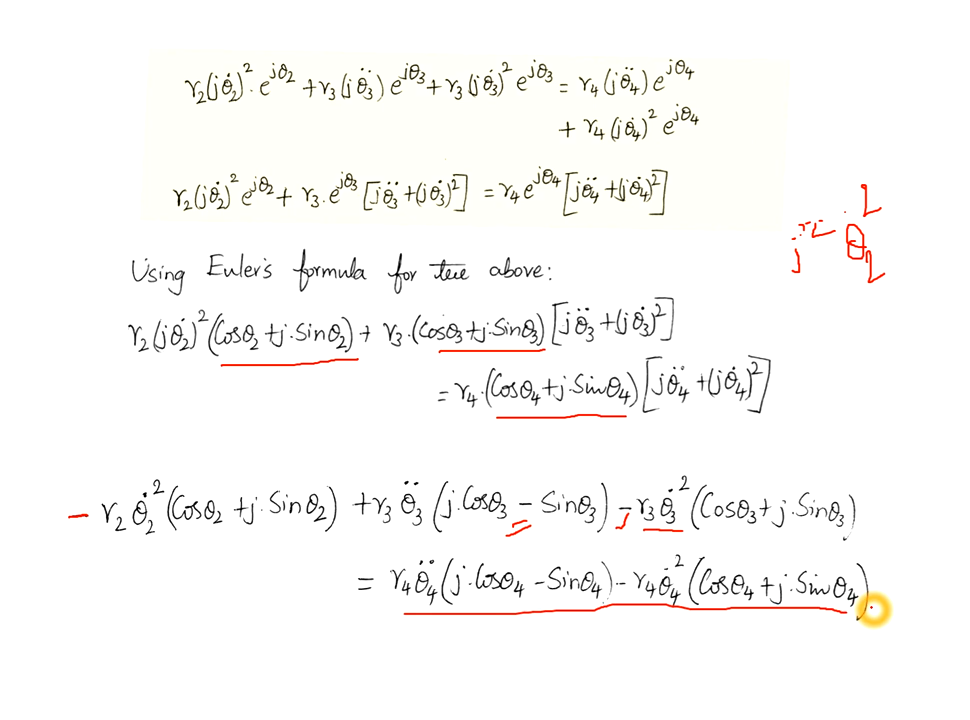 r₂(jθ̇₂)²·e^{jθ₂} + r₃(jθ̈₃)e^{jθ₃} + r₃(jθ̇₃)²e^{jθ₃} = r₄(jθ̈₄)e^{jθ₄}
+ r₄(jθ̇₄)²e^{jθ₄}
r₂(jθ̇₂)²e^{jθ₂} + r₃·e^{jθ₃}[jθ̈₃+(jθ̇₃)²] = r₄e^{jθ₄}[jθ̈₄+(jθ̇₄)²]
j² θ̇₂²
Using Euler's formula for the above:
r₂(jθ̇₂)²(Cosθ₂+j·Sinθ₂) + r₃·(Cosθ₃+j·Sinθ₃)[jθ̈₃+(jθ̇₃)²]
= r₄·(Cosθ₄+j·Sinθ₄)[jθ̈₄+(jθ̇₄)²]
- r₂θ̇₂²(Cosθ₂+j·Sinθ₂) + r₃θ̈₃(j·Cosθ₃ - Sinθ₃) - r₃θ̇₃²(Cosθ₃+j·Sinθ₃)
= r₄θ̈₄(j·Cosθ₄ - Sinθ₄) - r₄θ̇₄²(Cosθ₄+j·Sinθ₄).